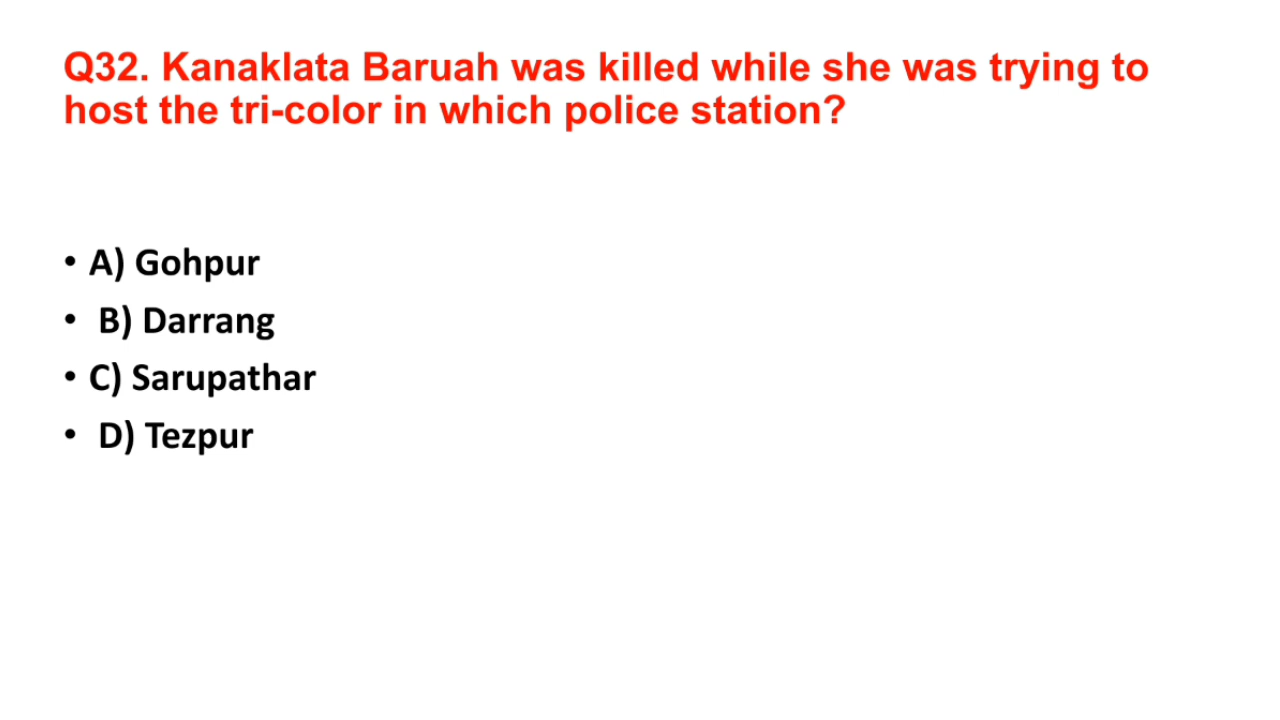 Q32. Kanaklata Baruah was killed while she was trying to
host the tri-color in which police station?
• A) Gohpur
• B) Darrang
• C) Sarupathar
• D) Tezpur